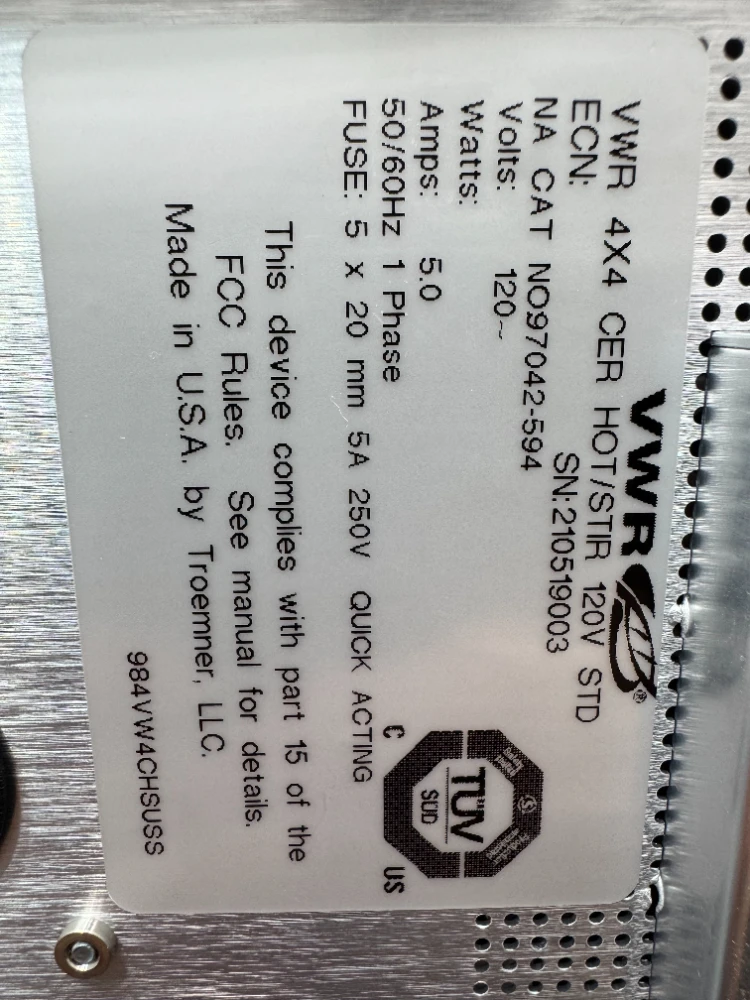 VWR®
VWR 4X4 CER HOT/STIR 120V STD
ECN: SN:210519003
NA CAT NO97042-594
Volts: 120~
Watts:
Amps: 5.0
50/60Hz 1 Phase
FUSE: 5 x 20 mm 5A 250V QUICK ACTING
C TÜV SÜD US
This device complies with part 15 of the
FCC Rules. See manual for details.
Made in U.S.A. by Troemner, LLC.
984VW4CHSUSS